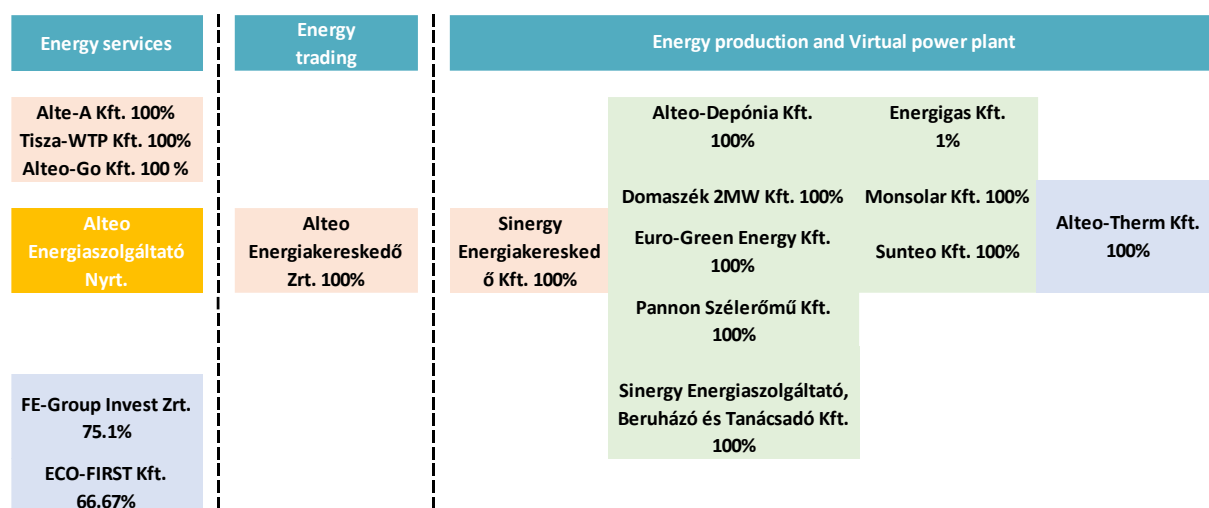 Energy services
Energy
trading
Energy production and Virtual power plant
Alte-A Kft. 100%
Tisza-WTP Kft. 100%
Alteo-Go Kft. 100 %
Alteo
Energiaszolgáltató
Nyrt.
FE-Group Invest Zrt.
75.1%
ECO-FIRST Kft.
66.67%
Alteo
Energiakereskedő
Zrt. 100%
Sinergy
Energiakeresked
ő Kft. 100%
Alteo-Depónia Kft.
100%
Domaszék 2MW Kft. 100%
Euro-Green Energy Kft.
100%
Pannon Szélerőmű Kft.
100%
Sinergy Energiaszolgáltató,
Beruházó és Tanácsadó Kft.
100%
Energigas Kft.
1%
Monsolar Kft. 100%
Sunteo Kft. 100%
Alteo-Therm Kft.
100%